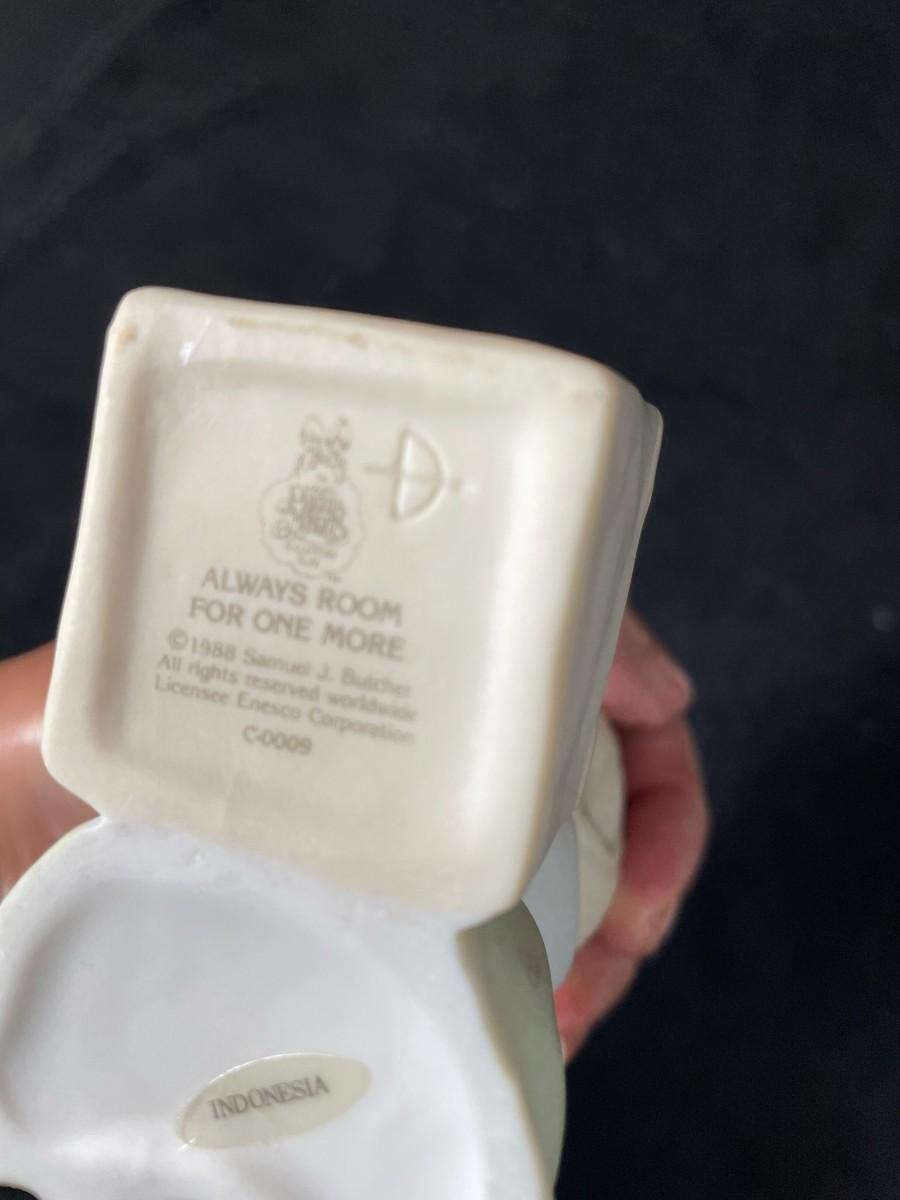 ALWAYS ROOM
FOR ONE MORE
©1988 Samuel J. Butcher
All rights reserved worldwide
Licensee Enesco Corporation
C-0009
INDONESIA